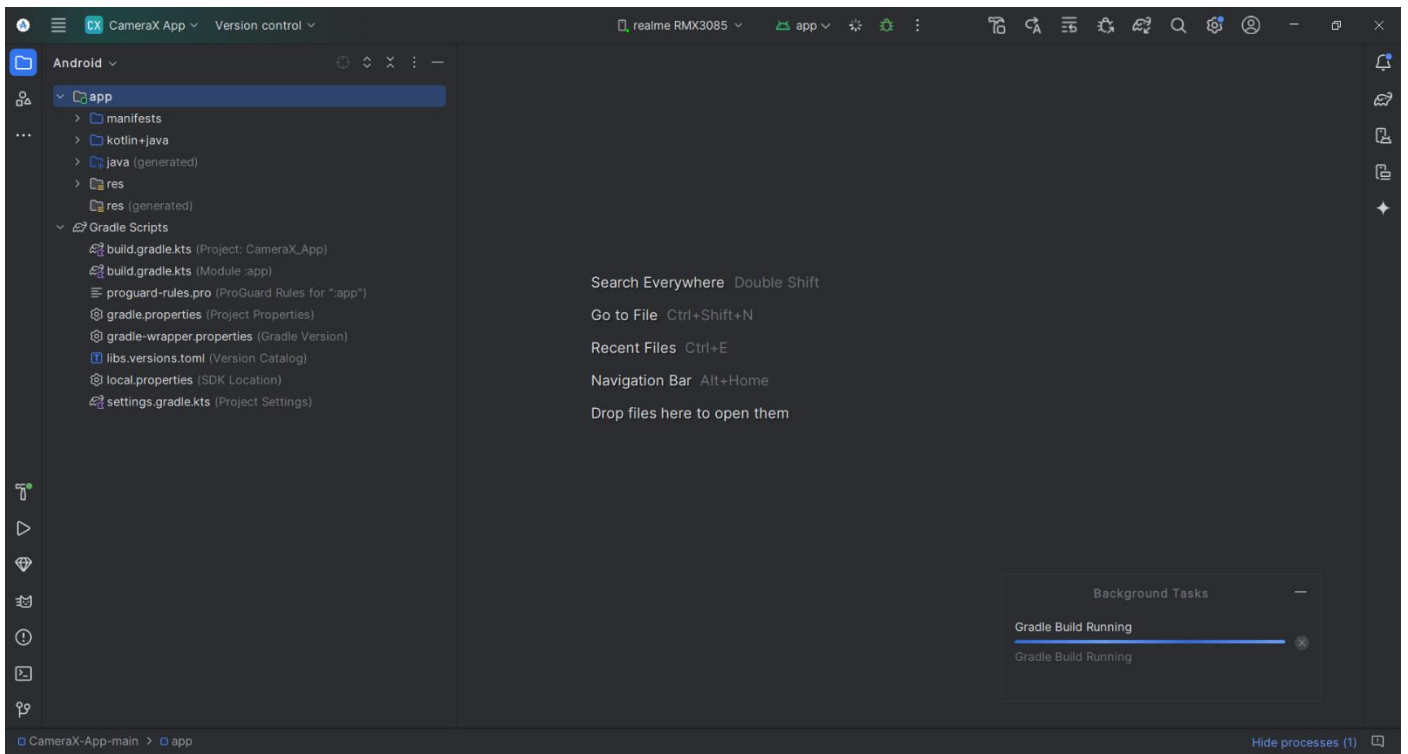 CX CameraX App Version control realme RMX3085 app
Android
app
manifests
kotlin+java
java (generated)
res
res (generated)
Gradle Scripts
build.gradle.kts (Project: CameraX_App)
build.gradle.kts (Module :app)
proguard-rules.pro (ProGuard Rules for ":app")
gradle.properties (Project Properties)
gradle-wrapper.properties (Gradle Version)
libs.versions.toml (Version Catalog)
local.properties (SDK Location)
settings.gradle.kts (Project Settings)
Search Everywhere Double Shift
Go to File Ctrl+Shift+N
Recent Files Ctrl+E
Navigation Bar Alt+Home
Drop files here to open them
Background Tasks
Gradle Build Running
Gradle Build Running
CameraX-App-main > app Hide processes (1)